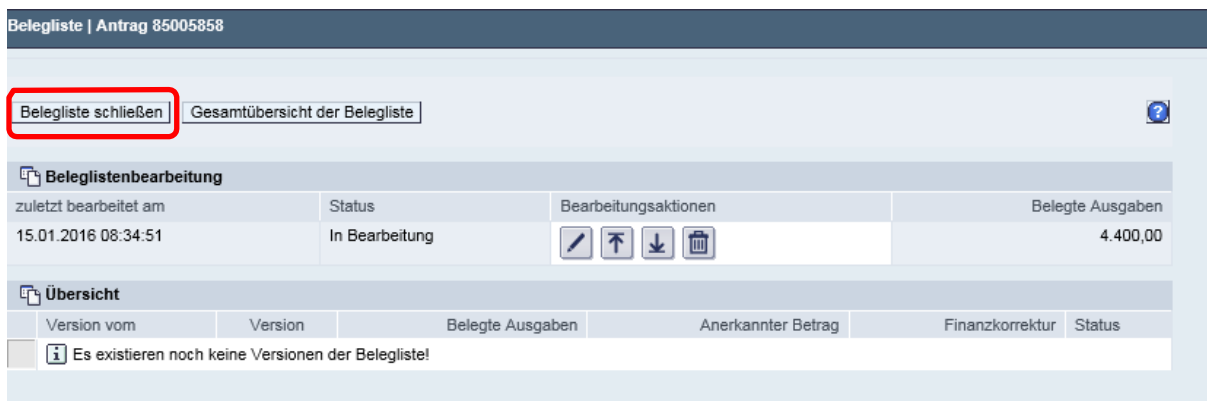 Belegliste | Antrag 85005858
Belegliste schließen Gesamtübersicht der Belegliste ?
Beleglistenbearbeitung
zuletzt bearbeitet am Status Bearbeitungsaktionen Belegte Ausgaben
15.01.2016 08:34:51 In Bearbeitung 4.400,00
Übersicht
Version vom Version Belegte Ausgaben Anerkannter Betrag Finanzkorrektur Status
i Es existieren noch keine Versionen der Belegliste!